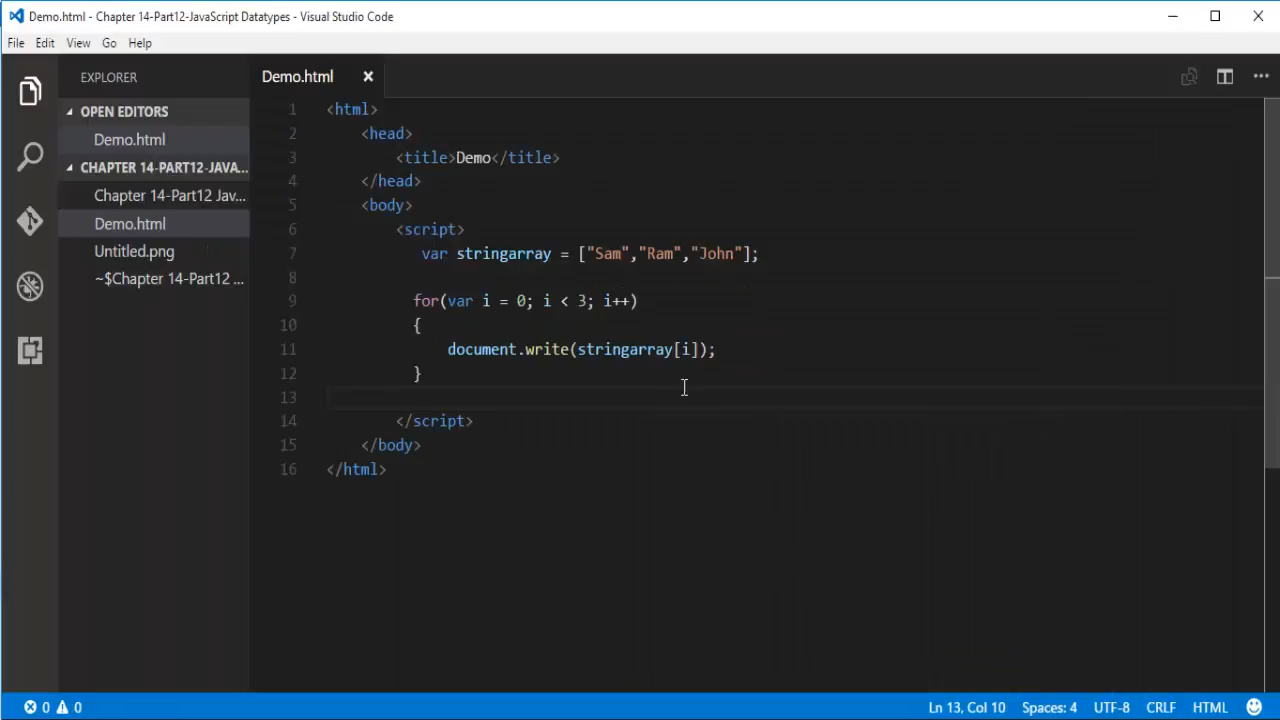 Demo.html - Chapter 14-Part12-JavaScript Datatypes - Visual Studio Code
File Edit View Go Help
EXPLORER
OPEN EDITORS
Demo.html
CHAPTER 14-PART12-JAVA...
Chapter 14-Part12 Jav...
Demo.html
Untitled.png
~$Chapter 14-Part12 ...
Demo.html
1 <html>
2 <head>
3 <title>Demo</title>
4 </head>
5 <body>
6 <script>
7 var stringarray = ["Sam","Ram","John"];
8
9 for(var i = 0; i < 3; i++)
10 {
11 document.write(stringarray[i]);
12 }
13
14 </script>
15 </body>
16 </html>
0 0 Ln 13, Col 10 Spaces: 4 UTF-8 CRLF HTML